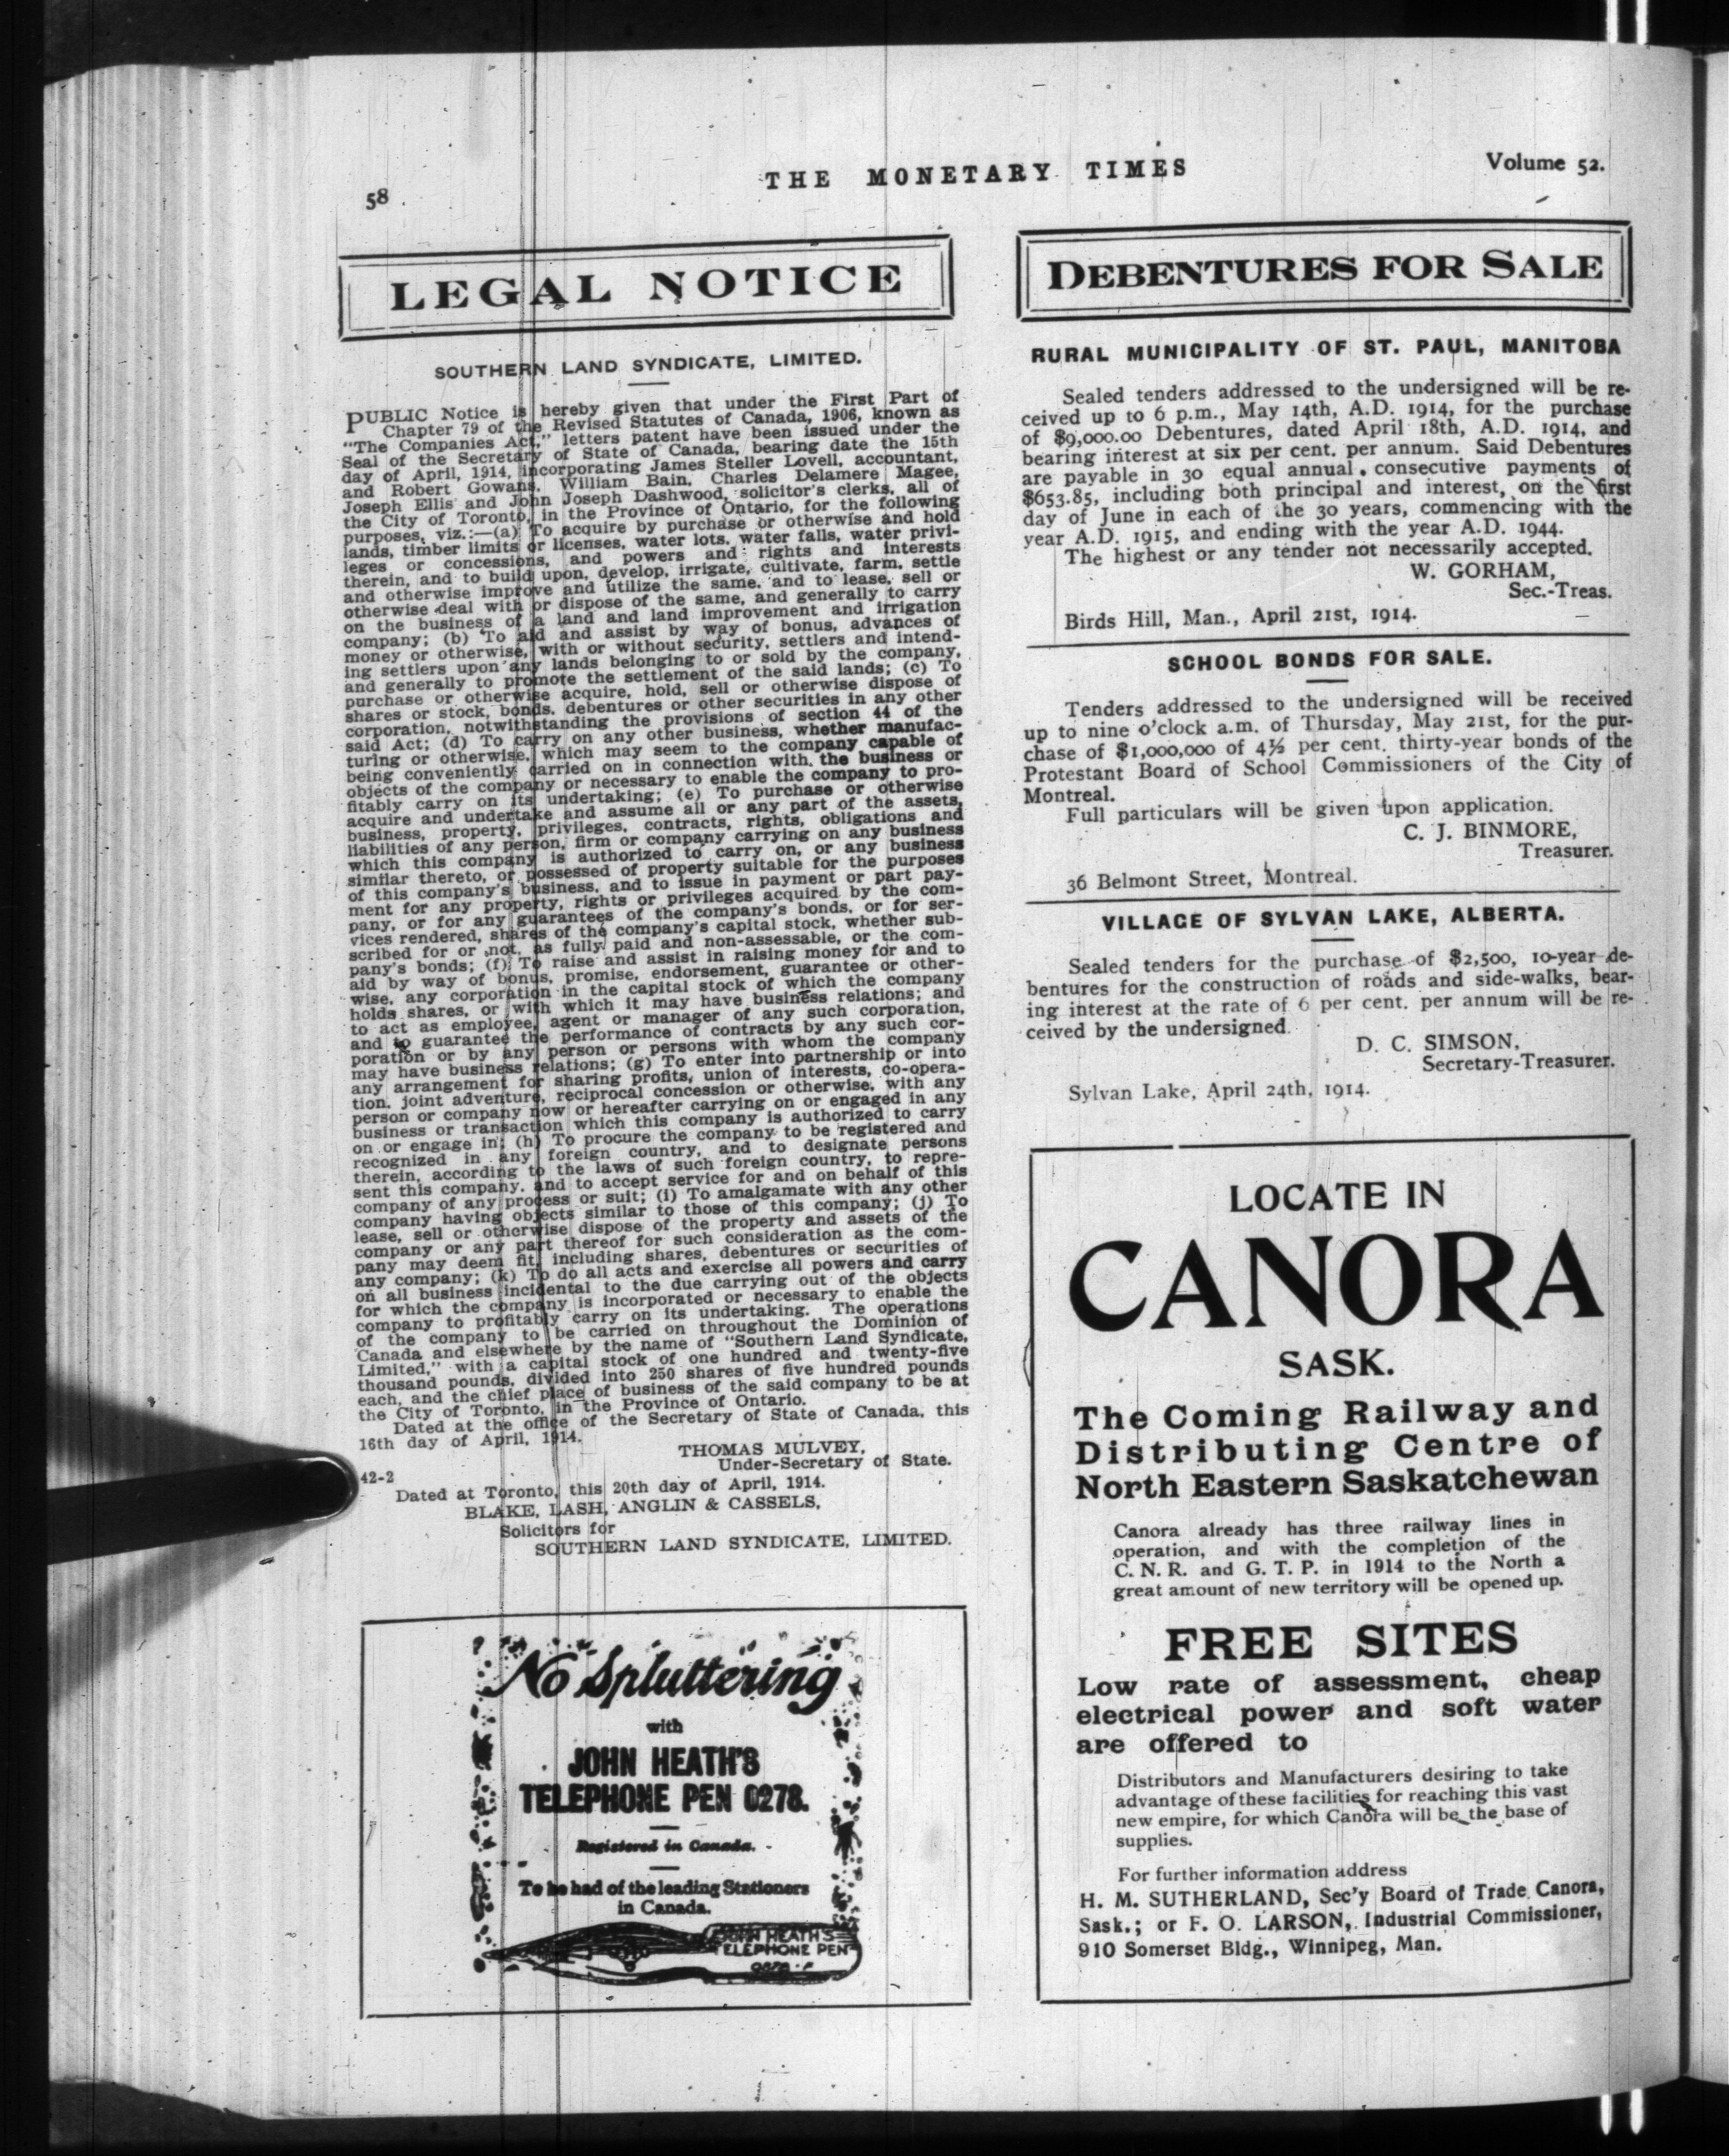 58
THE MONETARY TIMES
Volume 52.
LEGAL NOTICE
SOUTHERN LAND SYNDICATE, LIMITED.
PUBLIC Notice is hereby given that under the First Part of
Chapter 79 of the Revised Statutes of Canada, 1906, known as
"The Companies Act," letters patent have been issued under the
Seal of the Secretary of State of Canada, bearing date the 15th
day of April, 1914, incorporating James Steller Lovell, accountant,
and Robert Gowans, William Bain, Charles Delamere Magee,
Joseph Ellis and John Joseph Dashwood, solicitor's clerks, all of
the City of Toronto, in the Province of Ontario, for the following
purposes, viz.:—(a) To acquire by purchase or otherwise and hold
lands, timber limits or licenses, water lots, water falls, water privi-
leges or concessions, and powers and rights and interests
therein, and to build upon, develop, irrigate, cultivate, farm, settle
and otherwise improve and utilize the same, and to lease, sell or
otherwise deal with or dispose of the same, and generally to carry
on the business of a land and land improvement and irrigation
company; (b) To aid and assist by way of bonus, advances of
money or otherwise, with or without security, settlers and intend-
ing settlers upon any lands belonging to or sold by the company,
and generally to promote the settlement of the said lands; (c) To
purchase or otherwise acquire, hold, sell or otherwise dispose of
shares or stock, bonds, debentures or other securities in any other
corporation, notwithstanding the provisions of section 44 of the
said Act; (d) To carry on any other business, whether manufac-
turing or otherwise, which may seem to the company capable of
being conveniently carried on in connection with the business or
objects of the company or necessary to enable the company to pro-
fitably carry on its undertaking; (e) To purchase or otherwise
acquire and undertake and assume all or any part of the assets,
business, property, privileges, contracts, rights, obligations and
liabilities of any person, firm or company carrying on any business
which this company is authorized to carry on, or any business
similar thereto, or possessed of property suitable for the purposes
of this company's business, and to issue in payment or part pay-
ment for any property, rights or privileges acquired by the com-
pany, or for any guarantees of the company's bonds, or for ser-
vices rendered, shares of the company's capital stock, whether sub-
scribed for or not, as fully paid and non-assessable, or the com-
pany's bonds; (f) To raise and assist in raising money for and to
aid by way of bonus, promise, endorsement, guarantee or other-
wise, any corporation in the capital stock of which the company
holds shares, or with which it may have business relations; and
to act as employee, agent or manager of any such corporation,
and to guarantee the performance of contracts by any such cor-
poration or by any person or persons with whom the company
may have business relations; (g) To enter into partnership or into
any arrangement for sharing profits, union of interests, co-opera-
tion, joint adventure, reciprocal concession or otherwise, with any
person or company now or hereafter carrying on or engaged in any
business or transaction which this company is authorized to carry
on or engage in; (h) To procure the company to be registered and
recognized in any foreign country, and to designate persons
therein, according to the laws of such foreign country, to repre-
sent this company, and to accept service for and on behalf of this
company of any process or suit; (i) To amalgamate with any other
company having objects similar to those of this company; (j) To
lease, sell or otherwise dispose of the property and assets of the
company or any part thereof for such consideration as the com-
pany may deem fit, including shares, debentures or securities of
any company; (k) To do all acts and exercise all powers and carry
on all business incidental to the due carrying out of the objects
for which the company is incorporated or necessary to enable the
company to profitably carry on its undertaking. The operations
of the company to be carried on throughout the Dominion of
Canada and elsewhere by the name of "Southern Land Syndicate,
Limited," with a capital stock of one hundred and twenty-five
thousand pounds, divided into 250 shares of five hundred pounds
each, and the chief place of business of the said company to be at
the City of Toronto, in the Province of Ontario.
Dated at the office of the Secretary of State of Canada, this
16th day of April, 1914.
THOMAS MULVEY,
Under-Secretary of State.
42-2
Dated at Toronto, this 20th day of April, 1914.
BLAKE, LASH, ANGLIN & CASSELS,
Solicitors for
SOUTHERN LAND SYNDICATE, LIMITED.
No Spluttering
with
JOHN HEATH'S
TELEPHONE PEN 0278.
Registered in Canada.
To be had of the leading Stationers
in Canada.
JOHN HEATH'S
TELEPHONE PEN
DEBENTURES FOR SALE
RURAL MUNICIPALITY OF ST. PAUL, MANITOBA
Sealed tenders addressed to the undersigned will be re-
ceived up to 6 p.m., May 14th, A.D. 1914, for the purchase
of $9,000.00 Debentures, dated April 18th, A.D. 1914, and
bearing interest at six per cent. per annum. Said Debentures
are payable in 30 equal annual consecutive payments of
$653.85, including both principal and interest, on the first
day of June in each of the 30 years, commencing with the
year A.D. 1915, and ending with the year A.D. 1944.
The highest or any tender not necessarily accepted.
W. GORHAM,
Sec.-Treas.
Birds Hill, Man., April 21st, 1914.
SCHOOL BONDS FOR SALE.
Tenders addressed to the undersigned will be received
up to nine o'clock a.m. of Thursday, May 21st, for the pur-
chase of $1,000,000 of 4½ per cent. thirty-year bonds of the
Protestant Board of School Commissioners of the City of
Montreal.
Full particulars will be given upon application.
C. J. BINMORE,
Treasurer.
36 Belmont Street, Montreal.
VILLAGE OF SYLVAN LAKE, ALBERTA.
Sealed tenders for the purchase of $2,500, 10-year de-
bentures for the construction of roads and side-walks, bear-
ing interest at the rate of 6 per cent. per annum will be re-
ceived by the undersigned.
D. C. SIMSON,
Secretary-Treasurer.
Sylvan Lake, April 24th, 1914.
LOCATE IN
CANORA
SASK.
The Coming Railway and
Distributing Centre of
North Eastern Saskatchewan
Canora already has three railway lines in
operation, and with the completion of the
C. N. R. and G. T. P. in 1914 to the North a
great amount of new territory will be opened up.
FREE SITES
Low rate of assessment, cheap
electrical power and soft water
are offered to
Distributors and Manufacturers desiring to take
advantage of these facilities for reaching this vast
new empire, for which Canora will be the base of
supplies.
For further information address
H. M. SUTHERLAND, Sec'y Board of Trade Canora,
Sask.; or F. O. LARSON, Industrial Commissioner,
910 Somerset Bldg., Winnipeg, Man.